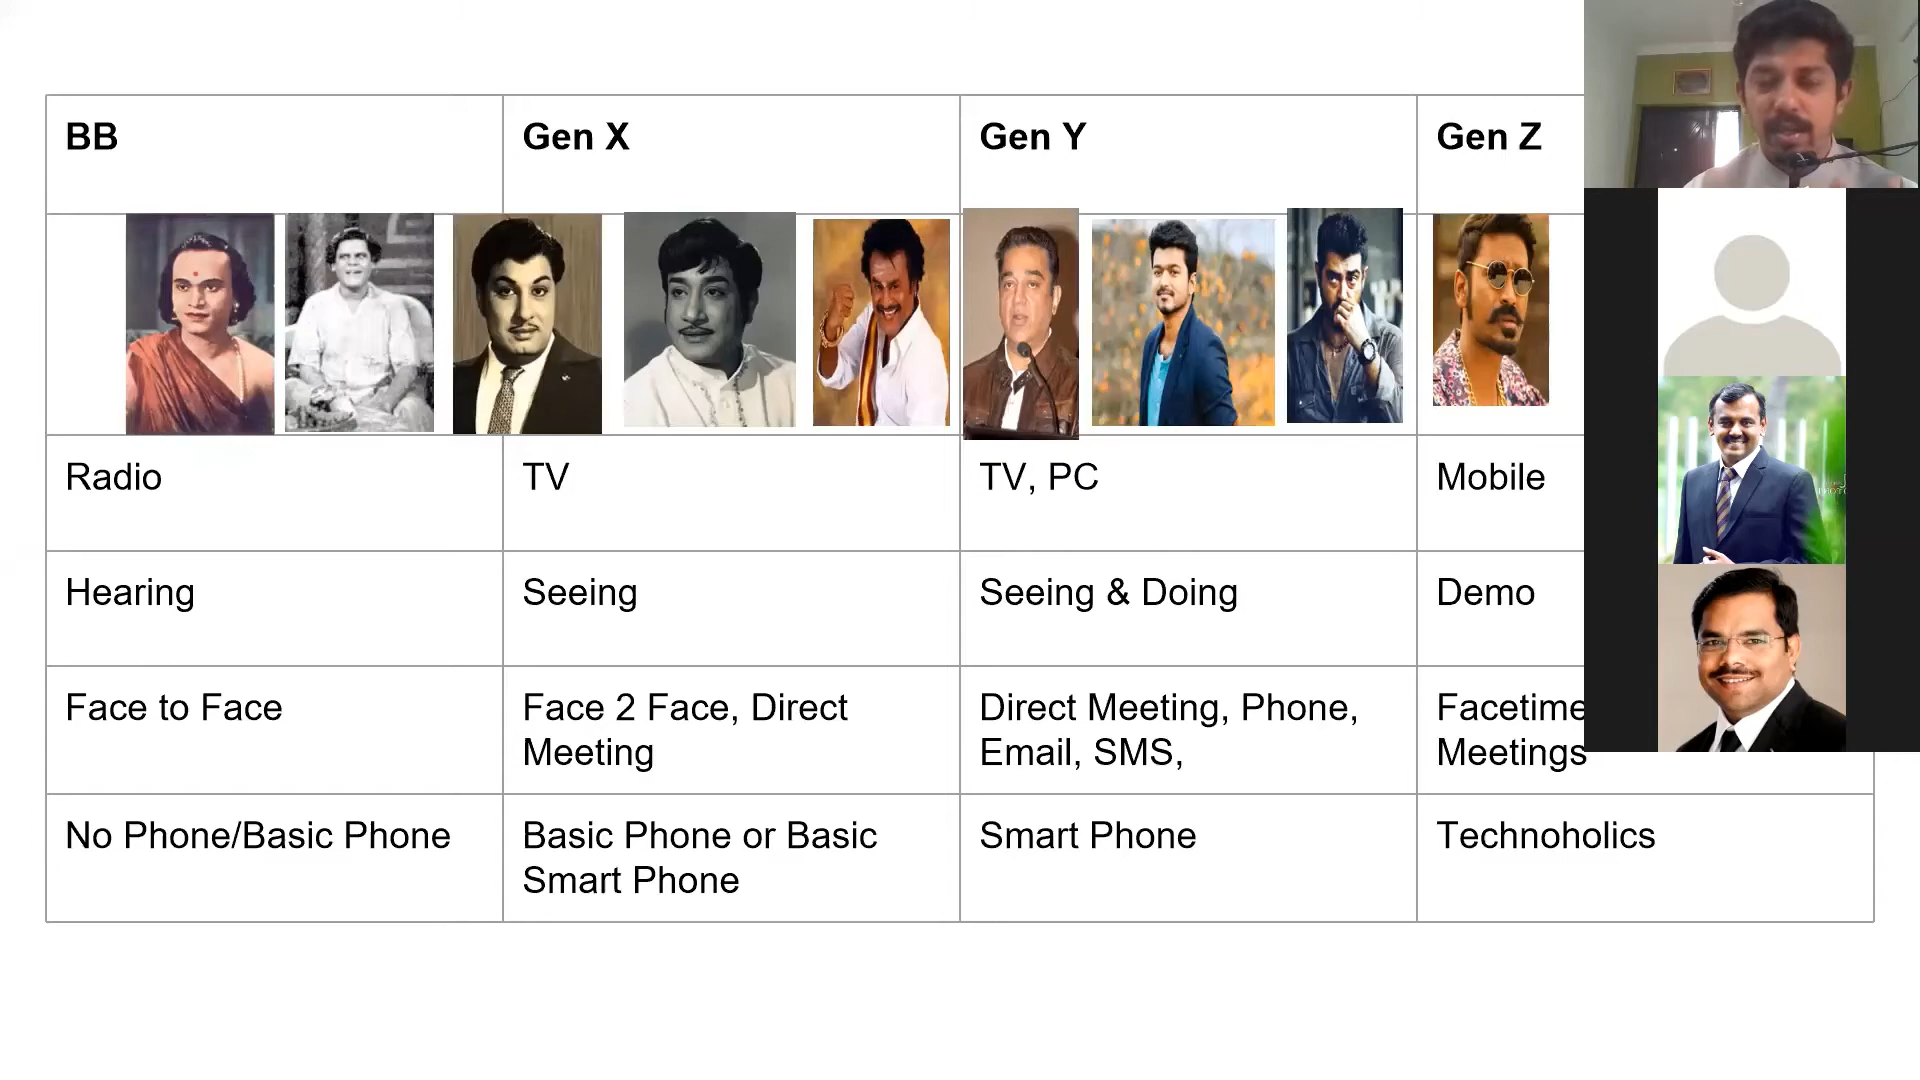 BB
Gen X
Gen Y
Gen Z
Radio
TV
TV, PC
Mobile
Hearing
Seeing
Seeing & Doing
Demo
Face to Face
Face 2 Face, Direct
Meeting
Direct Meeting, Phone,
Email, SMS,
Facetime
Meetings
No Phone/Basic Phone
Basic Phone or Basic
Smart Phone
Smart Phone
Technoholics